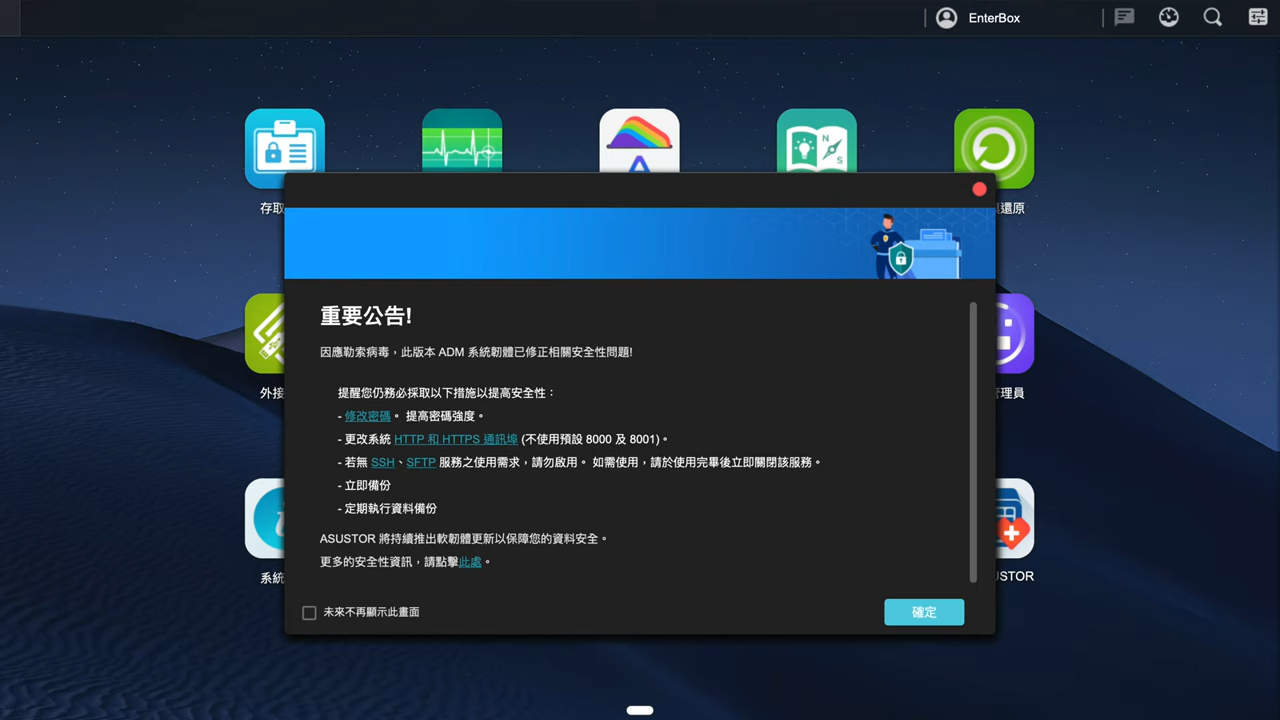 EnterBox
N
S
存取
還原
重要公告!
因應勒索病毒，此版本 ADM 系統韌體已修正相關安全性問題!
提醒您仍務必採取以下措施以提高安全性：
- 修改密碼。 提高密碼強度。
- 更改系統 HTTP 和 HTTPS 通訊埠 (不使用預設 8000 及 8001)。
- 若無 SSH、SFTP 服務之使用需求，請勿啟用。 如需使用，請於使用完畢後立即關閉該服務。
- 立即備份
- 定期執行資料備份
外接
理員
ASUSTOR 將持續推出軟韌體更新以保障您的資料安全。
更多的安全性資訊，請點擊此處。
系統
STOR
未來不再顯示此畫面
確定